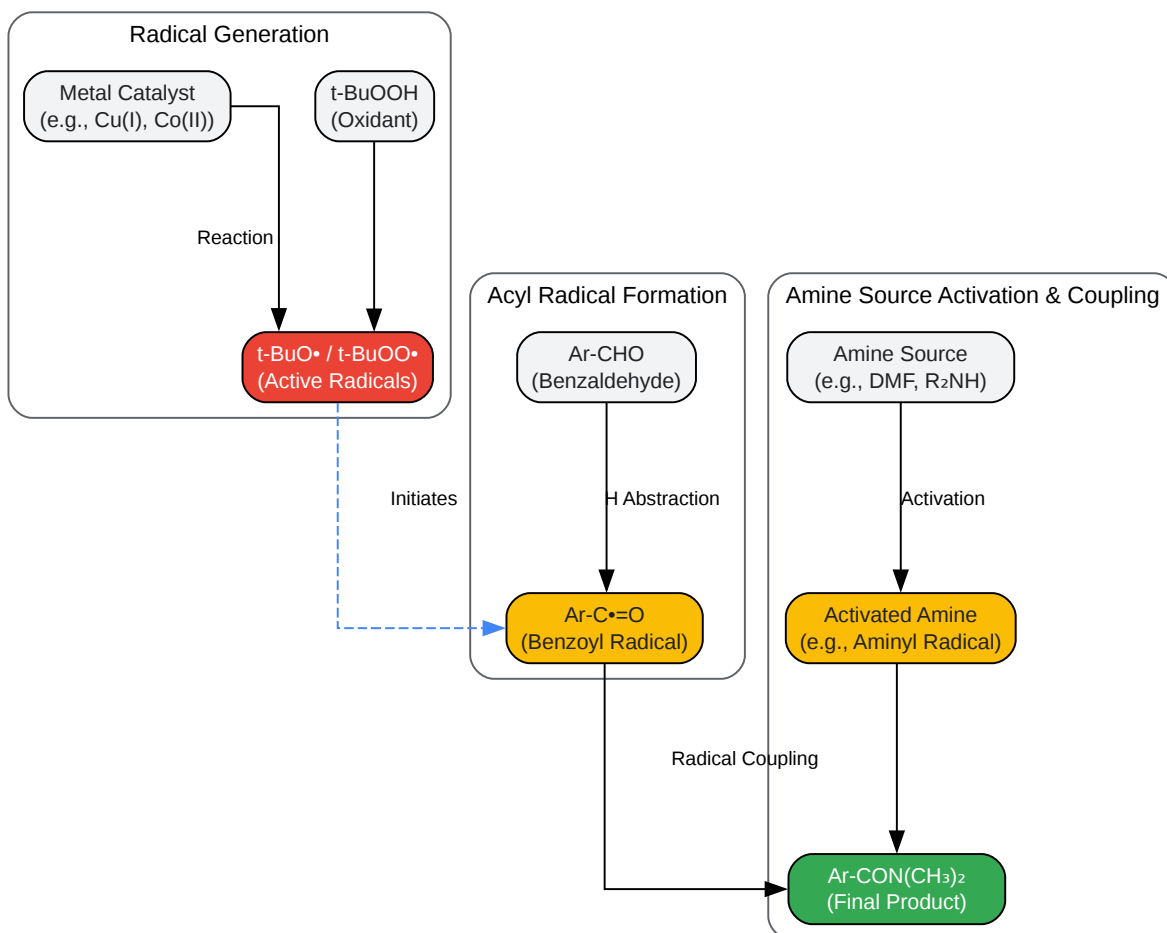 Radical Generation
Metal Catalyst
(e.g., Cu(I), Co(II))
t-BuOOH
(Oxidant)
Reaction
t-BuO• / t-BuOO•
(Active Radicals)
Initiates
Acyl Radical Formation
Ar-CHO
(Benzaldehyde)
H Abstraction
Ar-C•=O
(Benzoyl Radical)
Amine Source Activation & Coupling
Amine Source
(e.g., DMF, R₂NH)
Activation
Activated Amine
(e.g., Aminyl Radical)
Radical Coupling
Ar-CON(CH₃)₂
(Final Product)